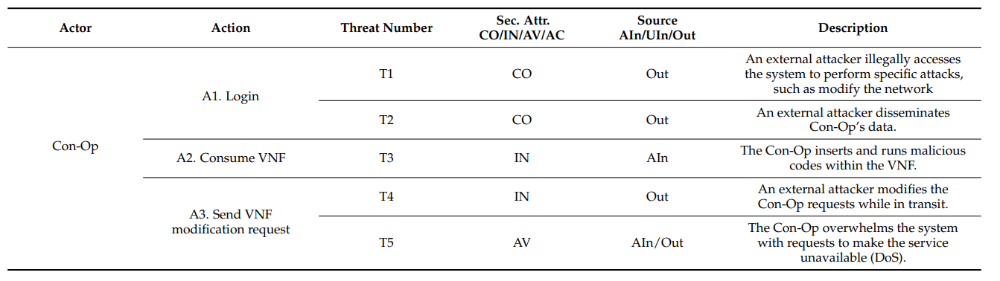 Actor
Action
Threat Number
Sec. Attr.
CO/IN/AV/AC
Source
AIn/UIn/Out
Description
Con-Op
A1. Login
T1
CO
Out
An external attacker illegally accesses
the system to perform specific attacks,
such as modify the network
T2
CO
Out
An external attacker disseminates
Con-Op's data.
A2. Consume VNF
T3
IN
AIn
The Con-Op inserts and runs malicious
codes within the VNF.
A3. Send VNF
modification request
T4
IN
Out
An external attacker modifies the
Con-Op requests while in transit.
T5
AV
AIn/Out
The Con-Op overwhelms the system
with requests to make the service
unavailable (DoS).